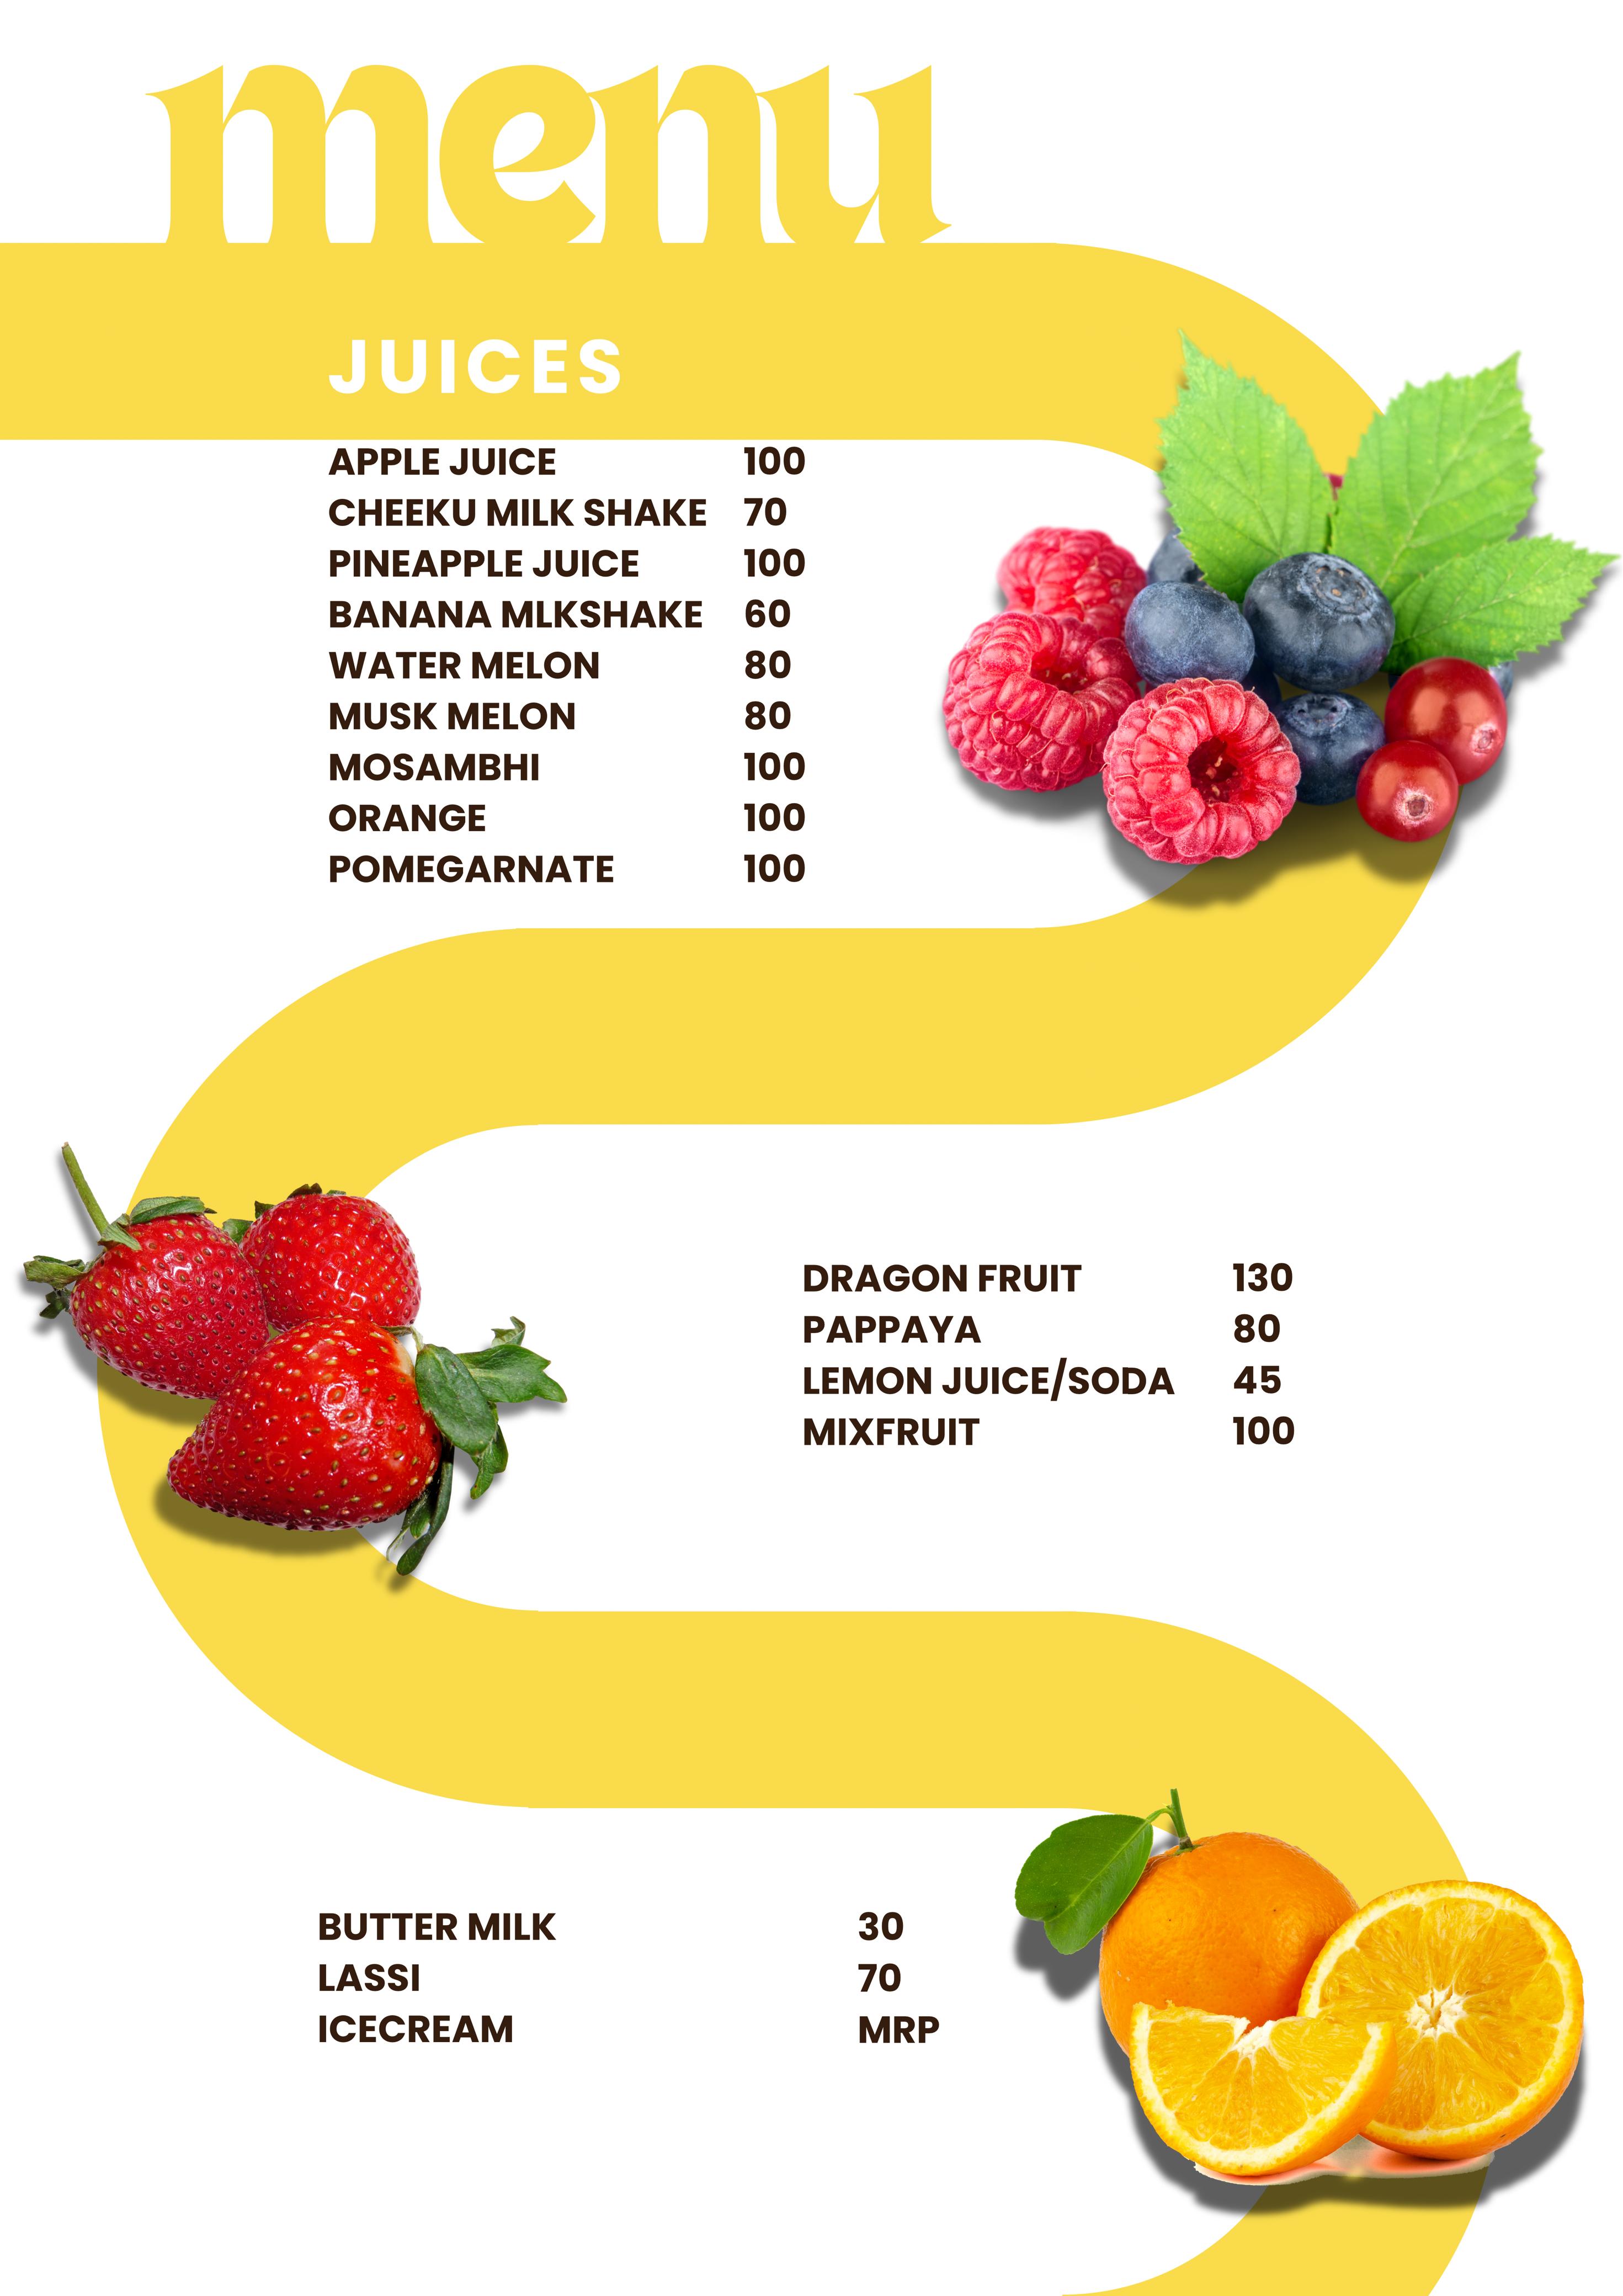 menu
JUICES
APPLE JUICE 100
CHEEKU MILK SHAKE 70
PINEAPPLE JUICE 100
BANANA MLKSHAKE 60
WATER MELON 80
MUSK MELON 80
MOSAMBHI 100
ORANGE 100
POMEGARNATE 100
DRAGON FRUIT 130
PAPPAYA 80
LEMON JUICE/SODA 45
MIXFRUIT 100
BUTTER MILK 30
LASSI 70
ICECREAM MRP